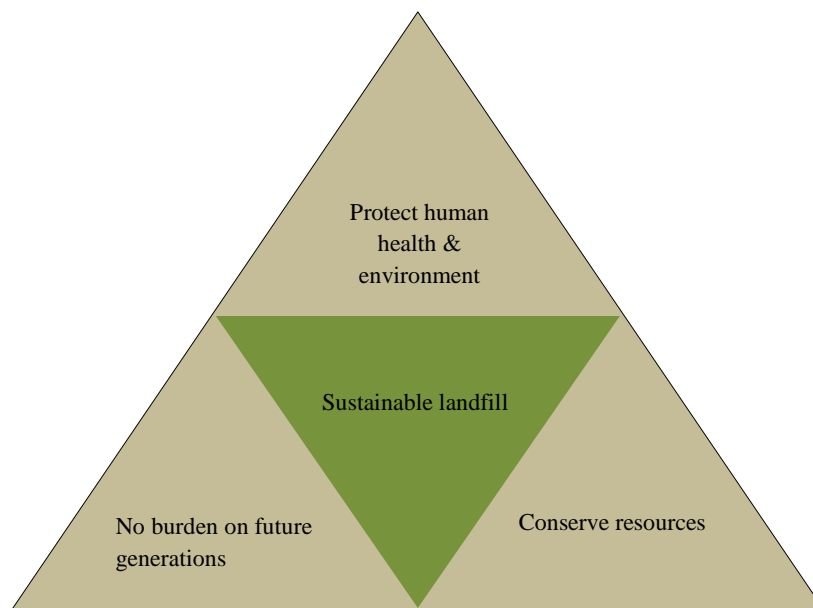 Protect human
health &
environment
Sustainable landfill
No burden on future
generations
Conserve resources